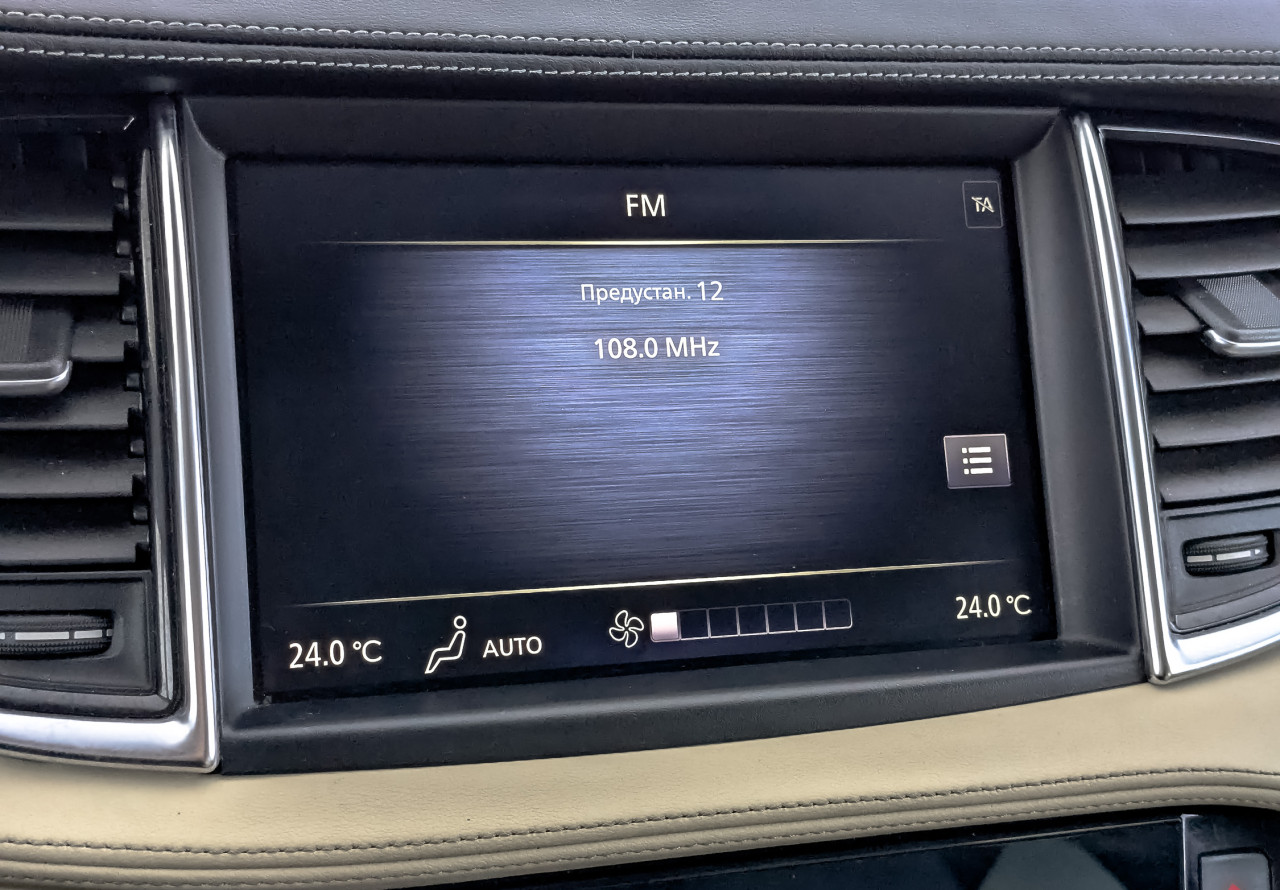 FM
TA
Предустан. 12
108.0 MHz
24.0 °C
AUTO
24.0 °C